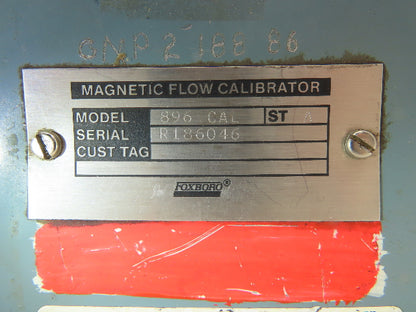 GNP 2 188 86
MAGNETIC FLOW CALIBRATOR
MODEL 896 CAL ST A
SERIAL R186046
CUST TAG
FOXBORO ®